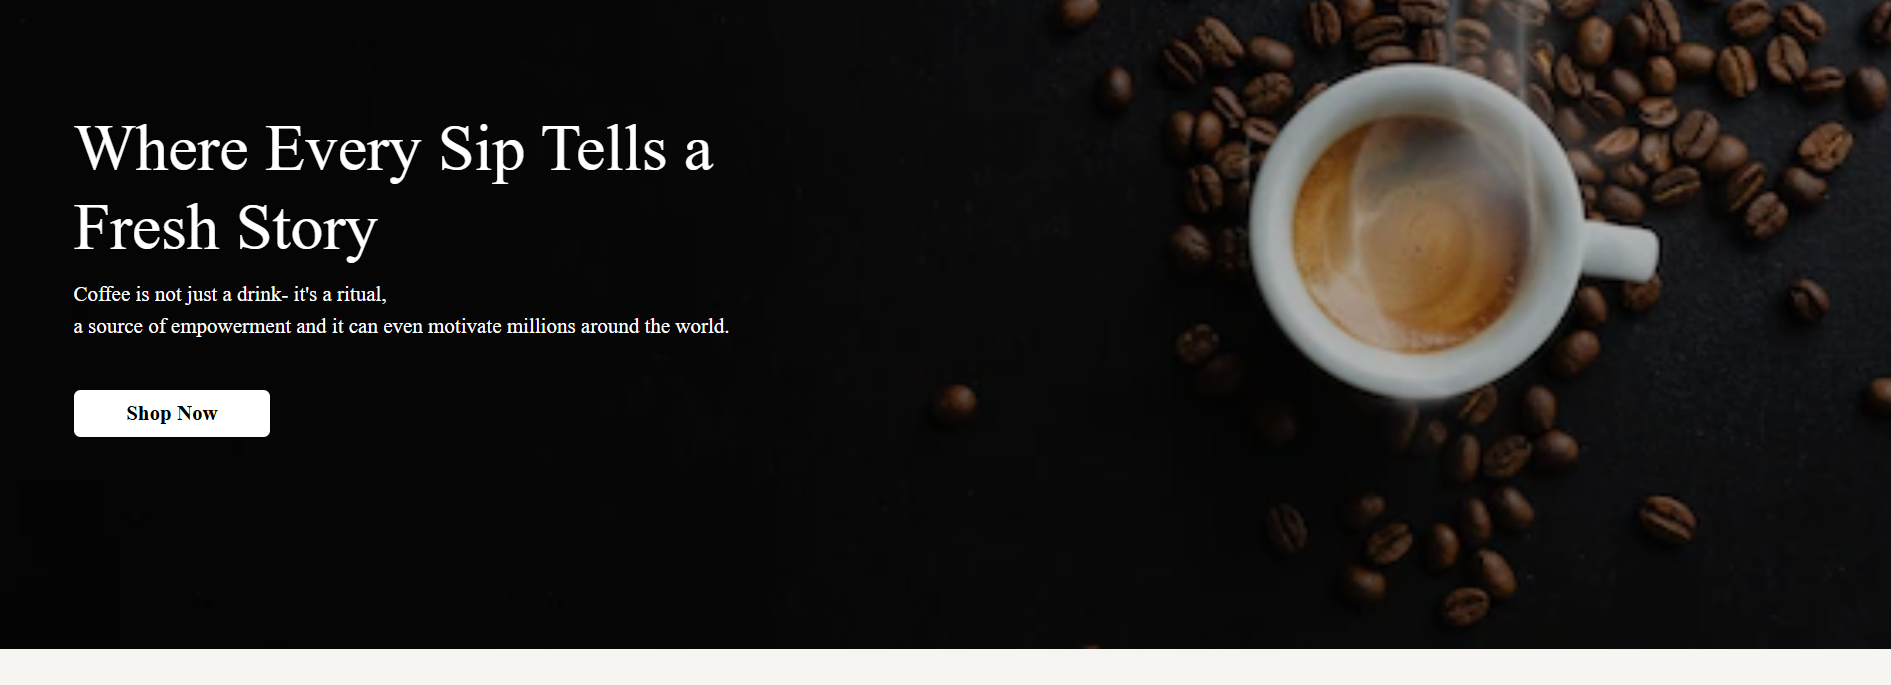 Where Every Sip Tells a
Fresh Story
Coffee is not just a drink- it's a ritual,
a source of empowerment and it can even motivate millions around the world.
Shop Now